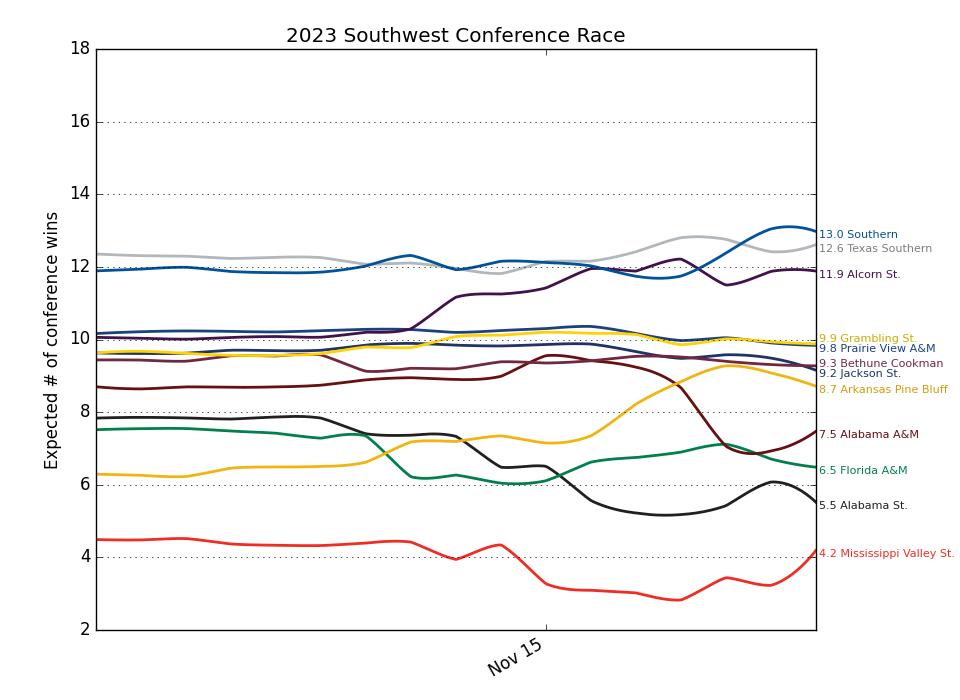 2023 Southwest Conference Race
Expected # of conference wins
18
16
14
12
10
8
6
4
2
Nov 15
13.0 Southern
12.6 Texas Southern
11.9 Alcorn St.
9.9 Grambling St.
9.8 Prairie View A&M
9.3 Bethune Cookman
9.2 Jackson St.
8.7 Arkansas Pine Bluff
7.5 Alabama A&M
6.5 Florida A&M
5.5 Alabama St.
4.2 Mississippi Valley St.